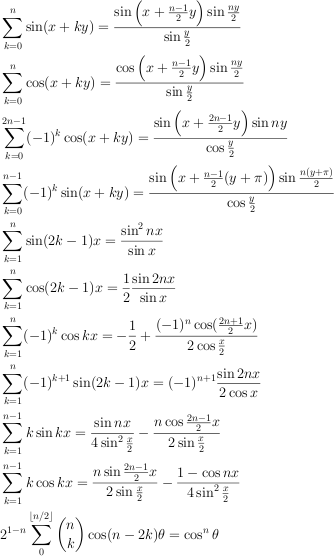 \sum_{k=0}^{n} \sin(x + ky) = \frac{\sin\left(x + \frac{n-1}{2}y\right) \sin\frac{ny}{2}}{\sin\frac{y}{2}}
\sum_{k=0}^{n} \cos(x + ky) = \frac{\cos\left(x + \frac{n-1}{2}y\right) \sin\frac{ny}{2}}{\sin\frac{y}{2}}
\sum_{k=0}^{2n-1} (-1)^k \cos(x + ky) = \frac{\sin\left(x + \frac{2n-1}{2}y\right) \sin ny}{\cos\frac{y}{2}}
\sum_{k=0}^{n-1} (-1)^k \sin(x + ky) = \frac{\sin\left(x + \frac{n-1}{2}(y + \pi)\right) \sin\frac{n(y+\pi)}{2}}{\cos\frac{y}{2}}
\sum_{k=1}^{n} \sin(2k - 1)x = \frac{\sin^2 nx}{\sin x}
\sum_{k=1}^{n} \cos(2k - 1)x = \frac{1}{2} \frac{\sin 2nx}{\sin x}
\sum_{k=1}^{n} (-1)^k \cos kx = -\frac{1}{2} + \frac{(-1)^n \cos(\frac{2n+1}{2}x)}{2\cos\frac{x}{2}}
\sum_{k=1}^{n} (-1)^{k+1} \sin(2k - 1)x = (-1)^{n+1} \frac{\sin 2nx}{2\cos x}
\sum_{k=1}^{n-1} k \sin kx = \frac{\sin nx}{4\sin^2\frac{x}{2}} - \frac{n\cos\frac{2n-1}{2}x}{2\sin\frac{x}{2}}
\sum_{k=1}^{n-1} k \cos kx = \frac{n\sin\frac{2n-1}{2}x}{2\sin\frac{x}{2}} - \frac{1 - \cos nx}{4\sin^2\frac{x}{2}}
2^{1-n} \sum_{0}^{\lfloor n/2 \rfloor} \binom{n}{k} \cos(n - 2k)\theta = \cos^n \theta